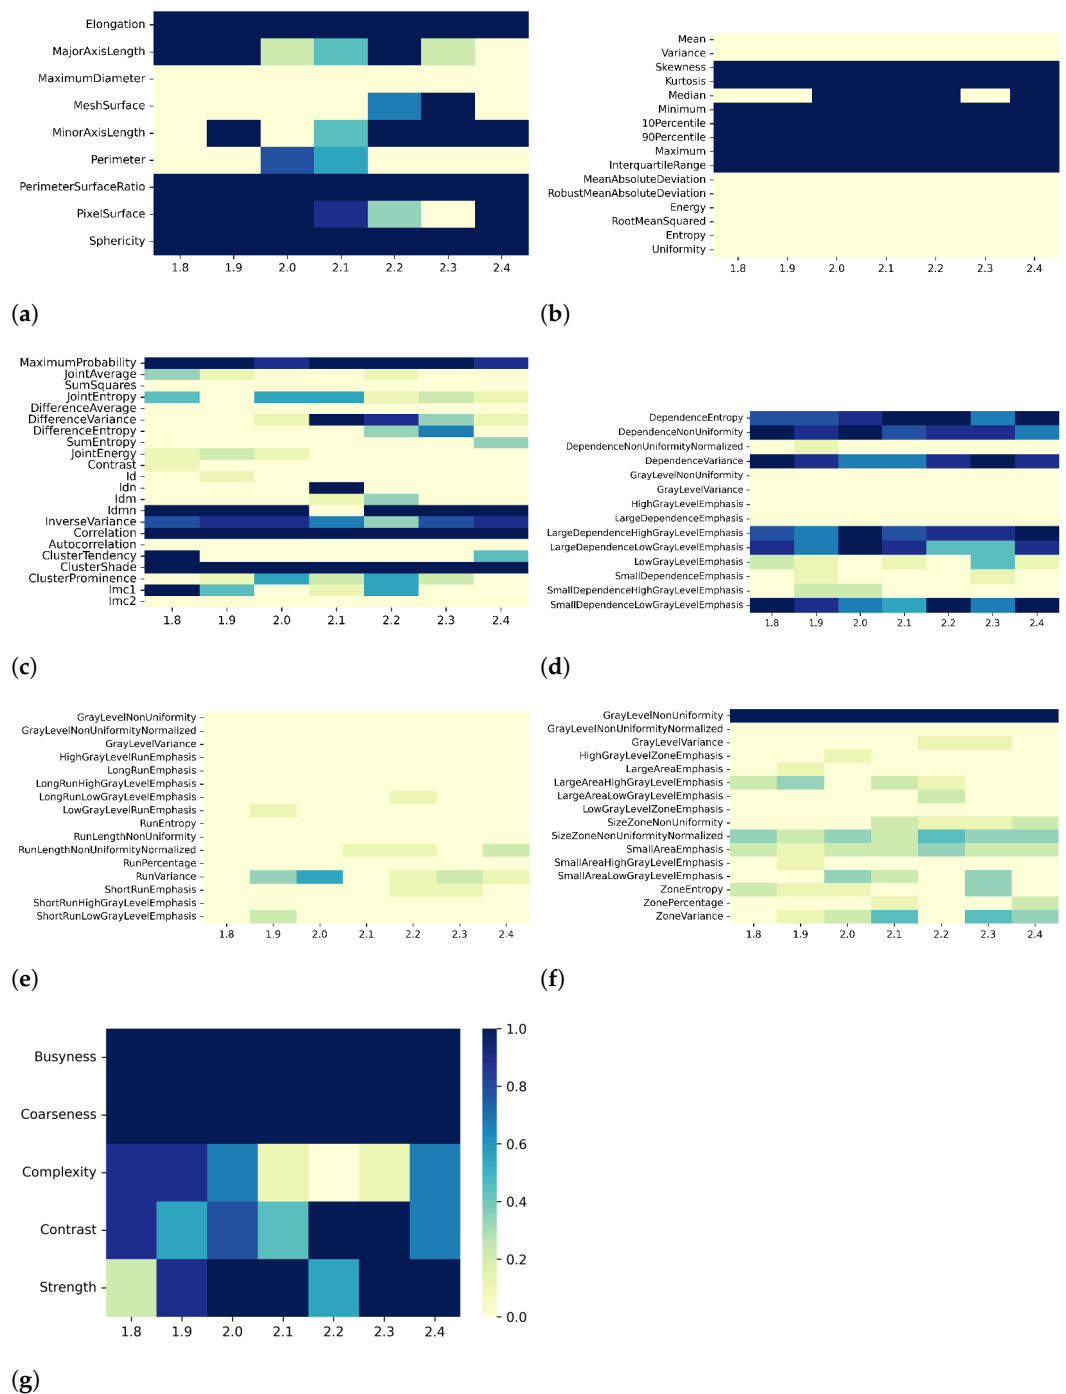 Elongation
MajorAxisLength
MaximumDiameter
MeshSurface
MinorAxisLength
Perimeter
PerimeterSurfaceRatio
PixelSurface
Sphericity
1.8 1.9 2.0 2.1 2.2 2.3 2.4
(a)
Mean
Variance
Skewness
Kurtosis
Median
Minimum
10Percentile
90Percentile
Maximum
InterquartileRange
MeanAbsoluteDeviation
RobustMeanAbsoluteDeviation
Energy
RootMeanSquared
Entropy
Uniformity
1.8 1.9 2.0 2.1 2.2 2.3 2.4
(b)
MaximumProbability
JointAverage
SumSquares
JointEntropy
DifferenceAverage
DifferenceVariance
DifferenceEntropy
SumEntropy
JointEnergy
Contrast
Id
Idn
Idm
Idmn
InverseVariance
Correlation
Autocorrelation
ClusterTendency
ClusterShade
ClusterProminence
Imc1
Imc2
1.8 1.9 2.0 2.1 2.2 2.3 2.4
(c)
DependenceEntropy
DependenceNonUniformity
DependenceNonUniformityNormalized
DependenceVariance
GrayLevelNonUniformity
GrayLevelVariance
HighGrayLevelEmphasis
LargeDependenceEmphasis
LargeDependenceHighGrayLevelEmphasis
LargeDependenceLowGrayLevelEmphasis
LowGrayLevelEmphasis
SmallDependenceEmphasis
SmallDependenceHighGrayLevelEmphasis
SmallDependenceLowGrayLevelEmphasis
1.8 1.9 2.0 2.1 2.2 2.3 2.4
(d)
GrayLevelNonUniformity
GrayLevelNonUniformityNormalized
GrayLevelVariance
HighGrayLevelRunEmphasis
LongRunEmphasis
LongRunHighGrayLevelEmphasis
LongRunLowGrayLevelEmphasis
LowGrayLevelRunEmphasis
RunEntropy
RunLengthNonUniformity
RunLengthNonUniformityNormalized
RunPercentage
RunVariance
ShortRunEmphasis
ShortRunHighGrayLevelEmphasis
ShortRunLowGrayLevelEmphasis
1.8 1.9 2.0 2.1 2.2 2.3 2.4
(e)
GrayLevelNonUniformity
GrayLevelNonUniformityNormalized
GrayLevelVariance
HighGrayLevelZoneEmphasis
LargeAreaEmphasis
LargeAreaHighGrayLevelEmphasis
LargeAreaLowGrayLevelEmphasis
LowGrayLevelZoneEmphasis
SizeZoneNonUniformity
SizeZoneNonUniformityNormalized
SmallAreaEmphasis
SmallAreaHighGrayLevelEmphasis
SmallAreaLowGrayLevelEmphasis
ZoneEntropy
ZonePercentage
ZoneVariance
1.8 1.9 2.0 2.1 2.2 2.3 2.4
(f)
Busyness
Coarseness
Complexity
Contrast
Strength
1.8 1.9 2.0 2.1 2.2 2.3 2.4
1.0
0.8
0.6
0.4
0.2
0.0
(g)